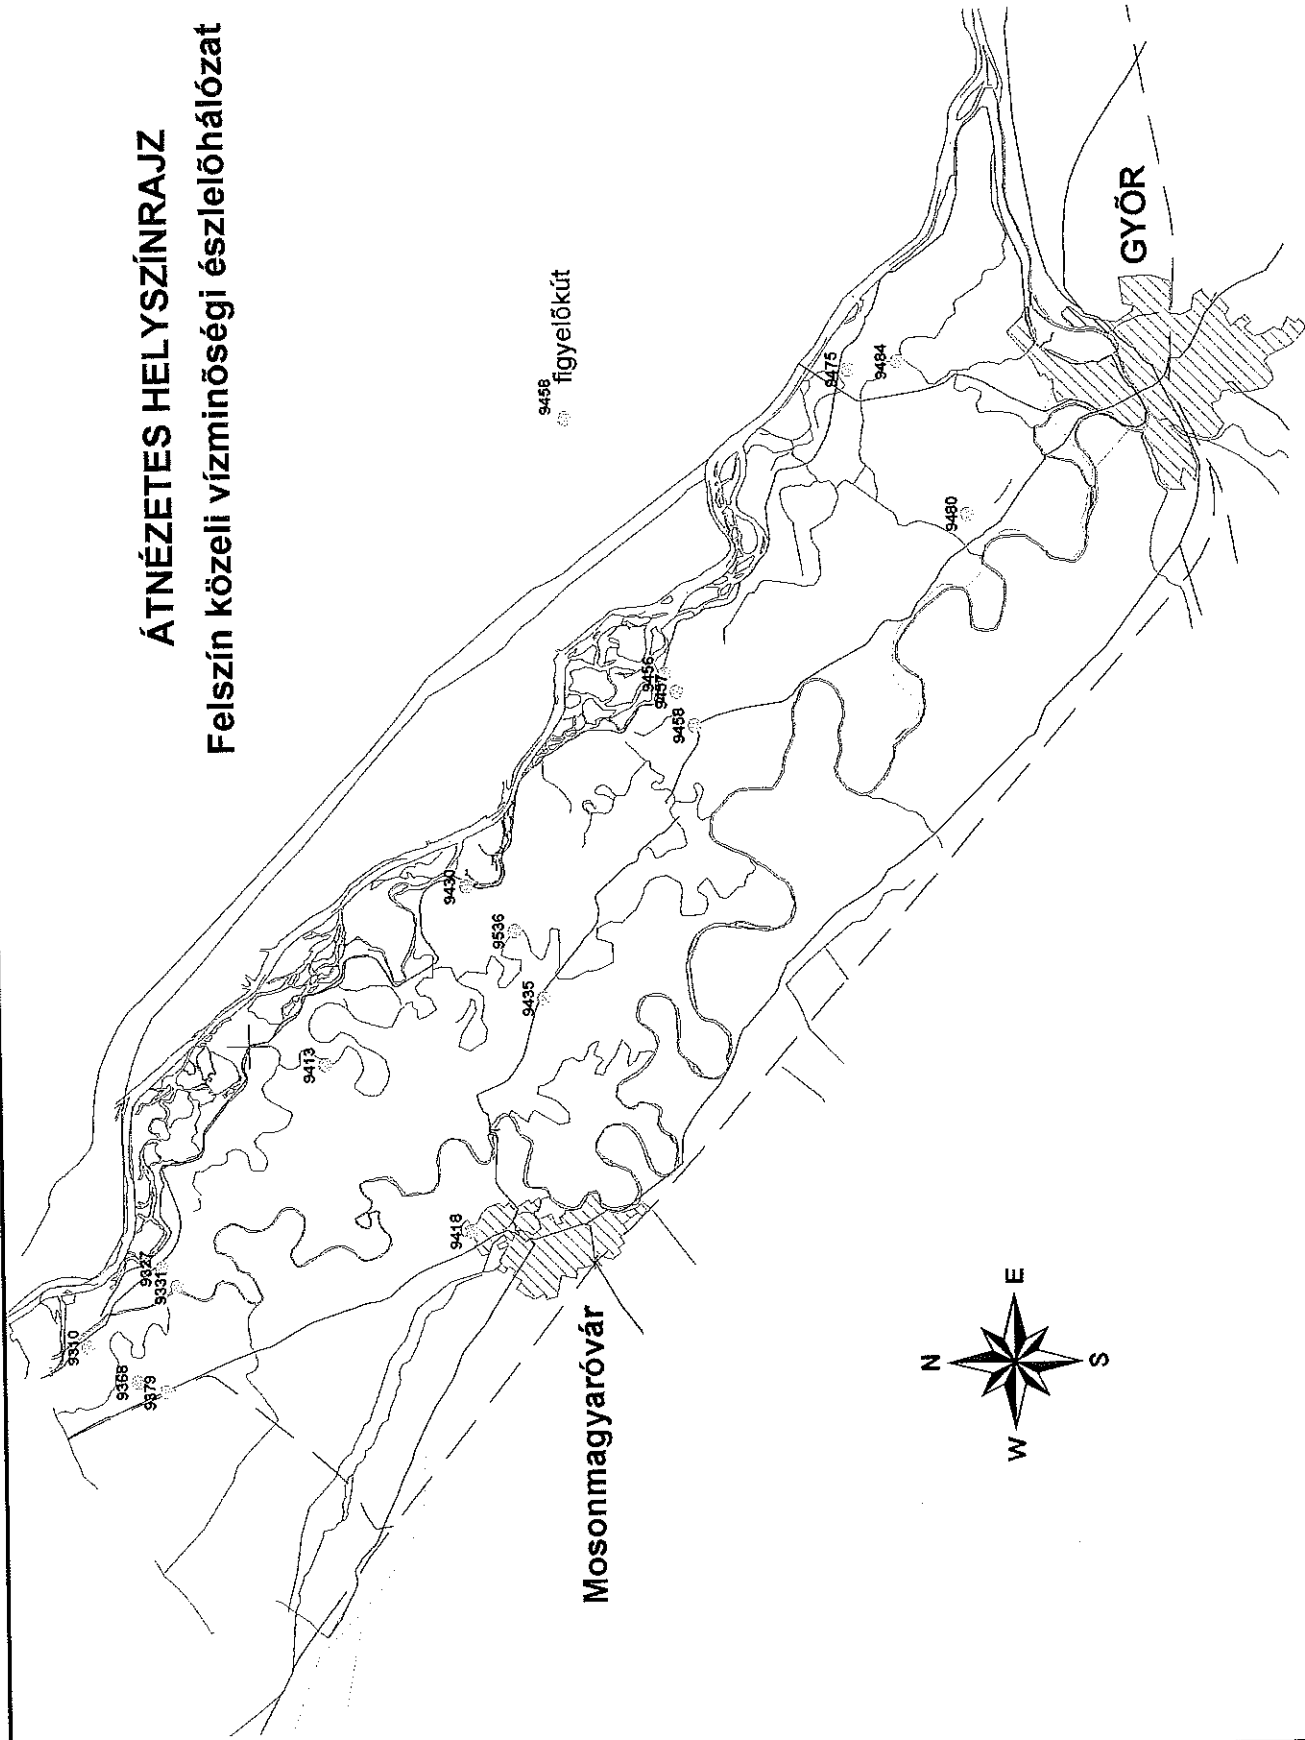 ÁTNÉZETES HELYSZÍNRAJZ
Felszín közeli vízminőségi észlelőhálózat
9458
figyelőkút
9310
9368
9379
9327
9331
9413
9418
9430
9536
9435
9456
9457
9458
9475
9484
9480
GYŐR
Mosonmagyaróvár
N
E
S
W